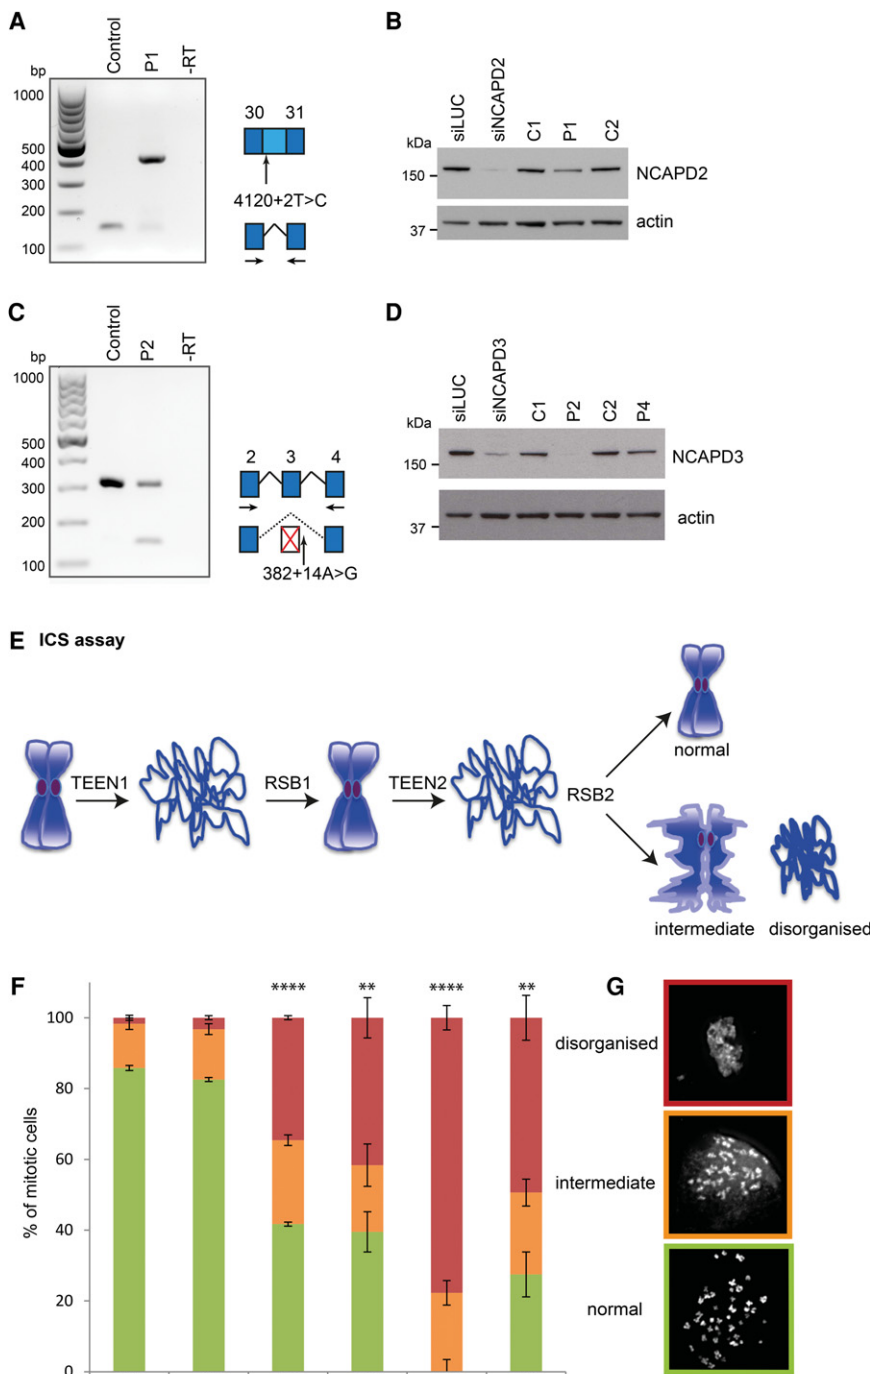 A
bp
Control
P1
-RT
1000
500
400
300
200
100
30 31
4120+2T>C
B
kDa
siLUC
siNCAPD2
C1
P1
C2
150
NCAPD2
37
actin
C
bp
Control
P2
-RT
1000
500
400
300
200
100
2 3 4
382+14A>G
D
kDa
siLUC
siNCAPD3
C1
P2
C2
P4
150
NCAPD3
37
actin
E ICS assay
TEEN1
RSB1
TEEN2
RSB2
normal
intermediate
disorganised
F
% of mitotic cells
100
80
60
40
20
0
**** ** **** **
G
disorganised
intermediate
normal